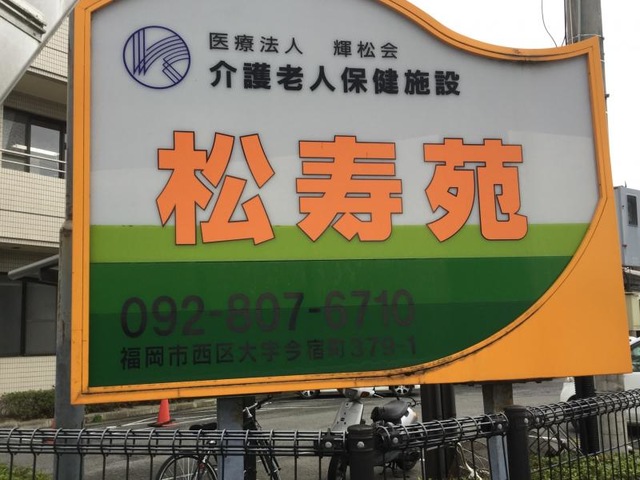 医療法人 輝松会
介護老人保健施設
松寿苑
092-807-6710
福岡市西区大字今宿町379-1